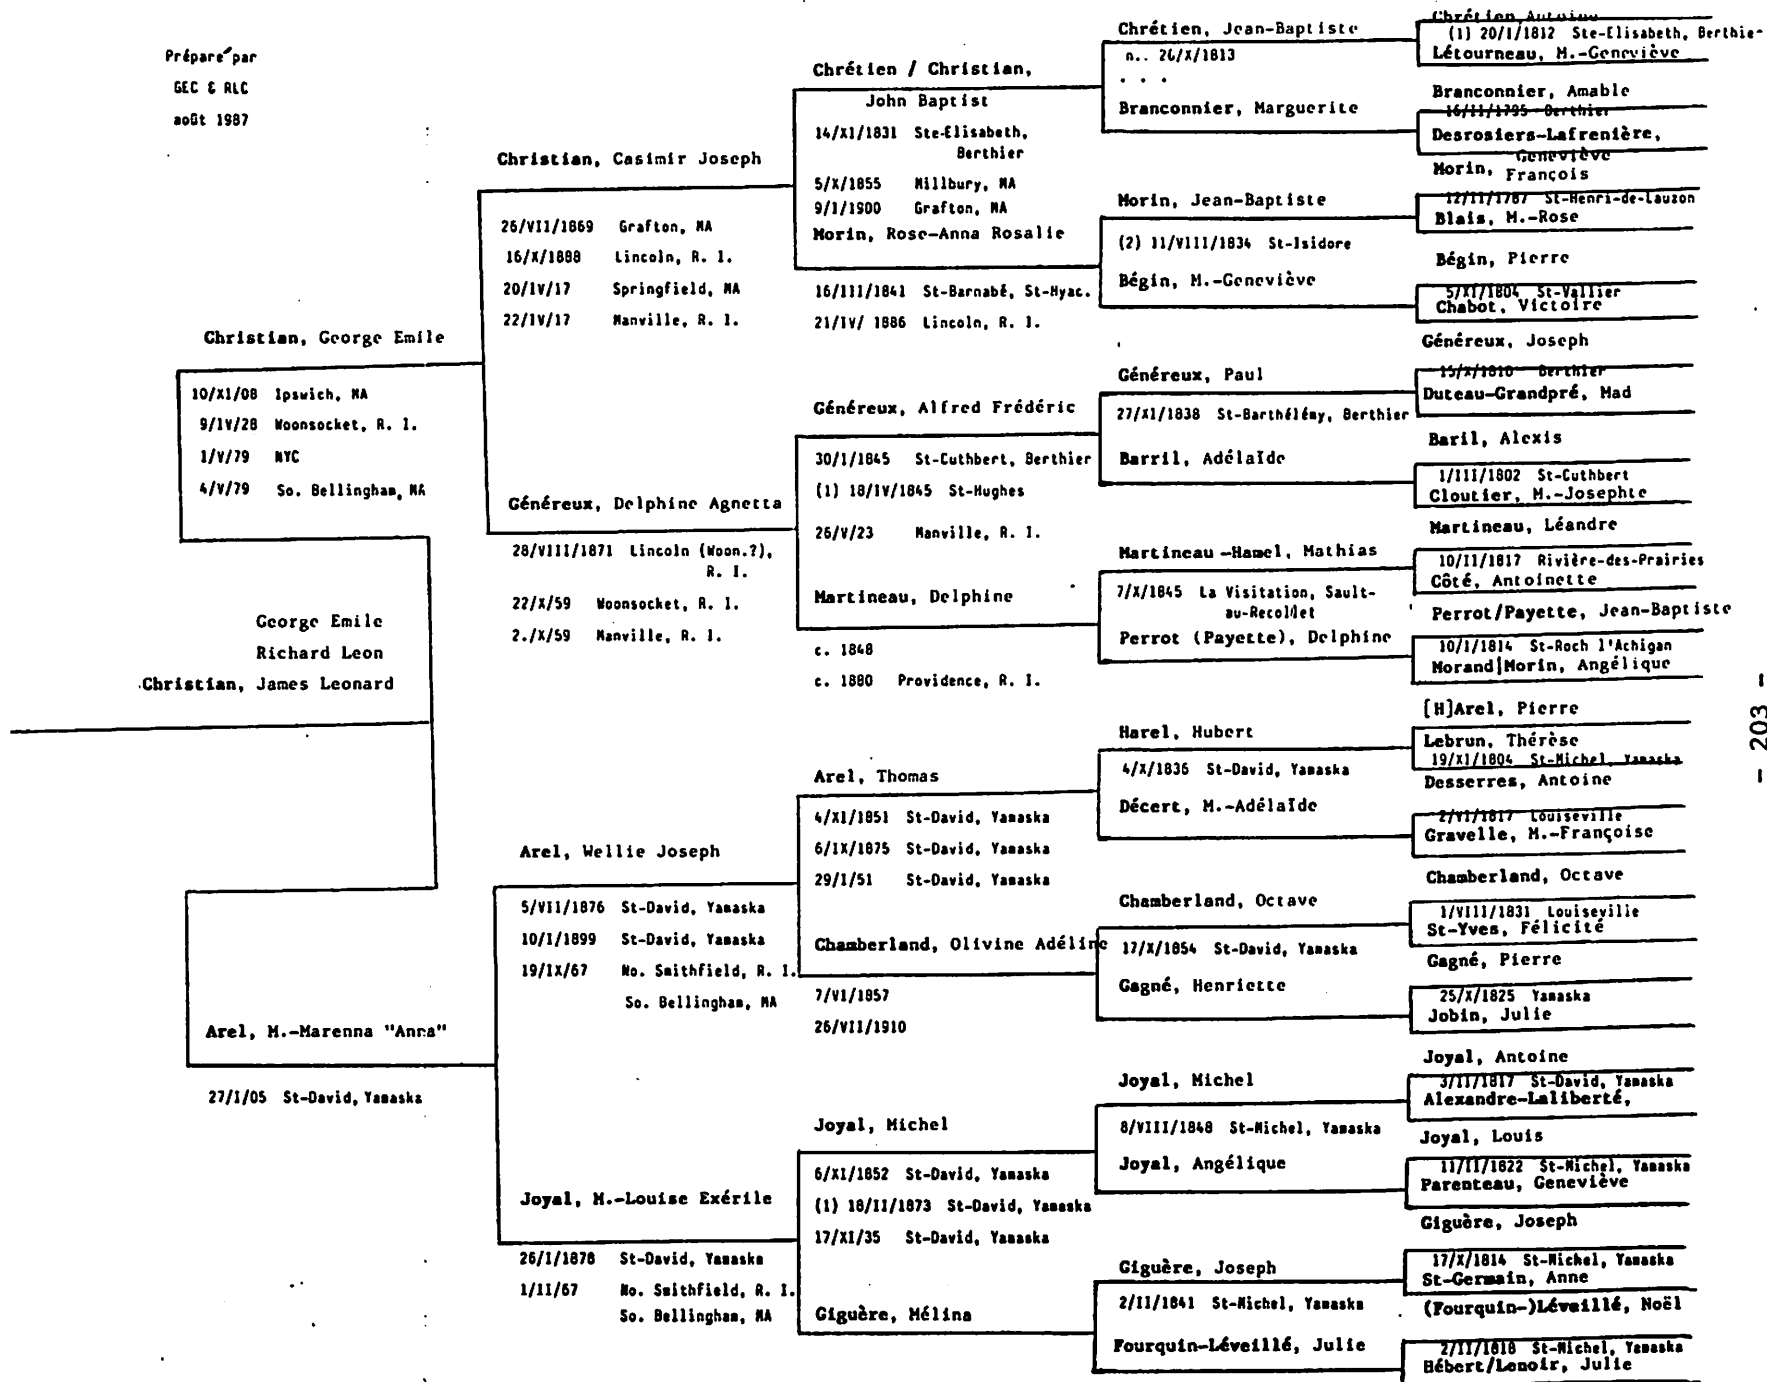 Préparé par
GEC & RLC
août 1987
George Emile
Richard Leon
Christian, James Leonard
Christian, George Emile
10/XI/08 Ipswich, MA
9/IV/28 Woonsocket, R. I.
1/V/79 NYC
4/V/79 So. Bellingham, MA
Arel, M.-Marenna "Anna"
27/I/05 St-David, Yamaska
Christian, Casimir Joseph
26/VII/1869 Grafton, MA
16/X/1888 Lincoln, R. I.
20/IV/17 Springfield, MA
22/IV/17 Manville, R. I.
Généreux, Delphine Agnetta
28/VIII/1871 Lincoln (Woon.?),
R. I.
22/X/59 Woonsocket, R. I.
2./X/59 Manville, R. I.
Arel, Wellie Joseph
5/VII/1876 St-David, Yamaska
10/I/1899 St-David, Yamaska
19/IX/67 No. Smithfield, R. I.
So. Bellingham, MA
Joyal, M.-Louise Exérile
26/I/1878 St-David, Yamaska
1/II/67 No. Smithfield, R. I.
So. Bellingham, MA
Chrétien / Christian,
John Baptist
14/XI/1831 Ste-Elisabeth,
Berthier
5/X/1855 Millbury, MA
9/I/1900 Grafton, MA
Morin, Rose-Anna Rosalie
16/III/1841 St-Barnabé, St-Hyac.
21/IV/ 1886 Lincoln, R. I.
Généreux, Alfred Frédéric
30/I/1845 St-Cuthbert, Berthier
(1) 18/IV/1845 St-Hughes
26/V/23 Manville, R. I.
Martineau, Delphine
c. 1848
c. 1880 Providence, R. I.
Arel, Thomas
4/XI/1851 St-David, Yamaska
6/IX/1875 St-David, Yamaska
29/I/51 St-David, Yamaska
Chamberland, Olivine Adéline
7/VI/1857
26/VII/1910
Joyal, Michel
6/XI/1852 St-David, Yamaska
(1) 18/II/1873 St-David, Yamaska
17/XI/35 St-David, Yamaska
Giguère, Mélina
Chrétien, Jean-Baptiste
n.. 26/X/1813
. . .
Branconnier, Marguerite
Morin, Jean-Baptiste
(2) 11/VIII/1834 St-Isidore
Bégin, M.-Geneviève
Généreux, Paul
27/XI/1838 St-Barthélémy, Berthier
Barril, Adélaïde
Martineau-Hamel, Mathias
7/X/1845 La Visitation, Sault-
au-Recollet
Perrot (Payette), Delphine
Harel, Hubert
4/X/1836 St-David, Yamaska
Décert, M.-Adélaïde
Chamberland, Octave
17/X/1854 St-David, Yamaska
Gagné, Henriette
Joyal, Michel
8/VIII/1848 St-Michel, Yamaska
Joyal, Angélique
Giguère, Joseph
2/II/1841 St-Michel, Yamaska
Fourquin-Léveillé, Julie
Chrétien Antoine
(1) 20/I/1812 Ste-Elisabeth, Berthie
Létourneau, M.-Geneviève
Branconnier, Amable
16/II/1795 Berthier
Desrosiers-Lafrenière,
Geneviève
Morin, François
12/II/1787 St-Henri-de-Lauzon
Blais, M.-Rose
Bégin, Pierre
5/XI/1804 St-Vallier
Chabot, Victoire
Généreux, Joseph
15/X/1810 Berthier
Duteau-Grandpré, Mad
Baril, Alexis
1/III/1802 St-Cuthbert
Cloutier, M.-Josephte
Martineau, Léandre
10/II/1817 Rivière-des-Prairies
Côté, Antoinette
Perrot/Payette, Jean-Baptiste
10/I/1814 St-Roch l'Achigan
Morand|Morin, Angélique
[H]Arel, Pierre
Lebrun, Thérèse
19/XI/1804 St-Michel, Yamaska
Desserres, Antoine
2/VI/1817 Louiseville
Gravelle, M.-Françoise
Chamberland, Octave
1/VIII/1831 Louiseville
St-Yves, Félicité
Gagné, Pierre
25/X/1825 Yamaska
Jobin, Julie
Joyal, Antoine
3/II/1817 St-David, Yamaska
Alexandre-Laliberté,
Joyal, Louis
11/II/1822 St-Michel, Yamaska
Parenteau, Geneviève
Giguère, Joseph
17/X/1814 St-Michel, Yamaska
St-Germain, Anne
(Fourquin-)Léveillé, Noël
2/II/1818 St-Michel, Yamaska
Hébert/Lenoir, Julie
- 203 -